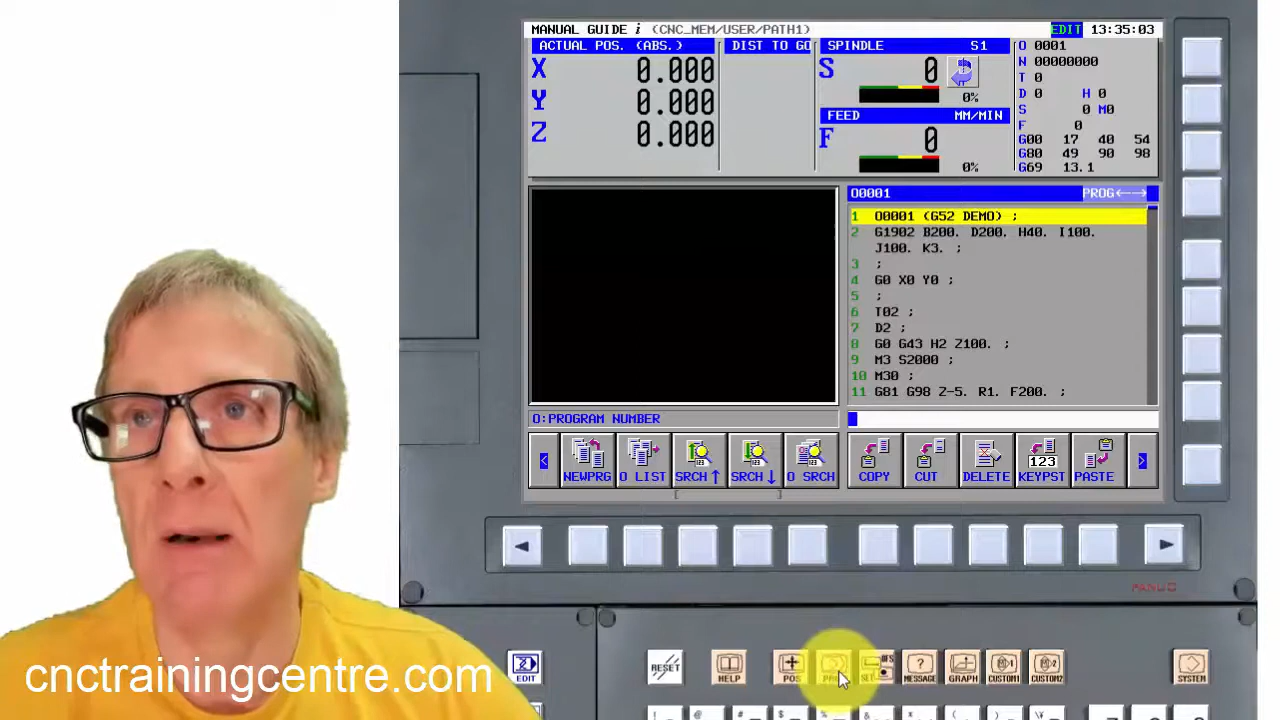 MANUAL GUIDE i (CNC_MEM/USER/PATH1) EDIT 13:35:03
ACTUAL POS. (ABS.) DIST TO GO SPINDLE S1 O 0001
X 0.000 S 0 N 00000000
0% T 0
Y 0.000 FEED MM/MIN D 0 H 0
Z 0.000 F 0 S 0 M0
0% F 0
G00 17 40 54
G80 49 90 98
G69 13.1
O0001 PROG←→
1 O0001 (G52 DEMO) ;
2 G1902 B200. D200. H40. I100.
J100. K3. ;
3 ;
4 G0 X0 Y0 ;
5 ;
6 T02 ;
7 D2 ;
8 G0 G43 H2 Z100. ;
9 M3 S2000 ;
10 M30 ;
11 G81 G98 Z-5. R1. F200. ;
O:PROGRAM NUMBER
< NEWPRG O LIST SRCH↑ SRCH↓ O SRCH COPY CUT DELETE 123 KEYPST PASTE >
FANUC
EDIT RESET HELP POS MESSAGE GRAPH CUSTOM1 CUSTOM2 SYSTEM
cnctrainingcentre.com